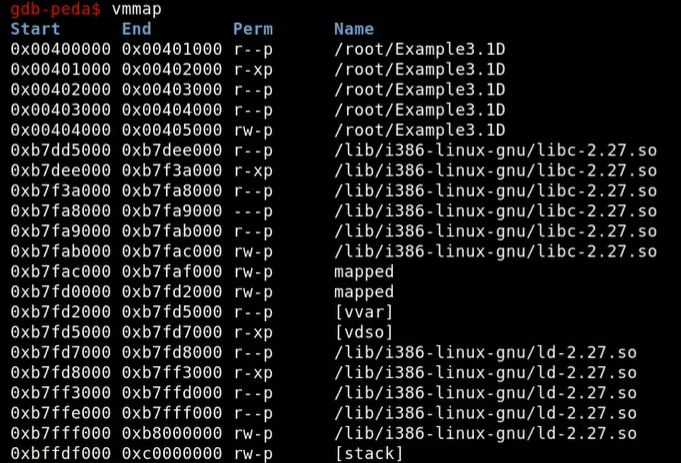 gdb-peda$ vmmap
Start End Perm Name
0x00400000 0x00401000 r--p /root/Example3.1D
0x00401000 0x00402000 r-xp /root/Example3.1D
0x00402000 0x00403000 r--p /root/Example3.1D
0x00403000 0x00404000 r--p /root/Example3.1D
0x00404000 0x00405000 rw-p /root/Example3.1D
0xb7dd5000 0xb7dee000 r--p /lib/i386-linux-gnu/libc-2.27.so
0xb7dee000 0xb7f3a000 r-xp /lib/i386-linux-gnu/libc-2.27.so
0xb7f3a000 0xb7fa8000 r--p /lib/i386-linux-gnu/libc-2.27.so
0xb7fa8000 0xb7fa9000 ---p /lib/i386-linux-gnu/libc-2.27.so
0xb7fa9000 0xb7fab000 r--p /lib/i386-linux-gnu/libc-2.27.so
0xb7fab000 0xb7fac000 rw-p /lib/i386-linux-gnu/libc-2.27.so
0xb7fac000 0xb7faf000 rw-p mapped
0xb7fd0000 0xb7fd2000 rw-p mapped
0xb7fd2000 0xb7fd5000 r--p [vvar]
0xb7fd5000 0xb7fd7000 r-xp [vdso]
0xb7fd7000 0xb7fd8000 r--p /lib/i386-linux-gnu/ld-2.27.so
0xb7fd8000 0xb7ff3000 r-xp /lib/i386-linux-gnu/ld-2.27.so
0xb7ff3000 0xb7ffd000 r--p /lib/i386-linux-gnu/ld-2.27.so
0xb7ffe000 0xb7fff000 r--p /lib/i386-linux-gnu/ld-2.27.so
0xb7fff000 0xb8000000 rw-p /lib/i386-linux-gnu/ld-2.27.so
0xbffdf000 0xc0000000 rw-p [stack]